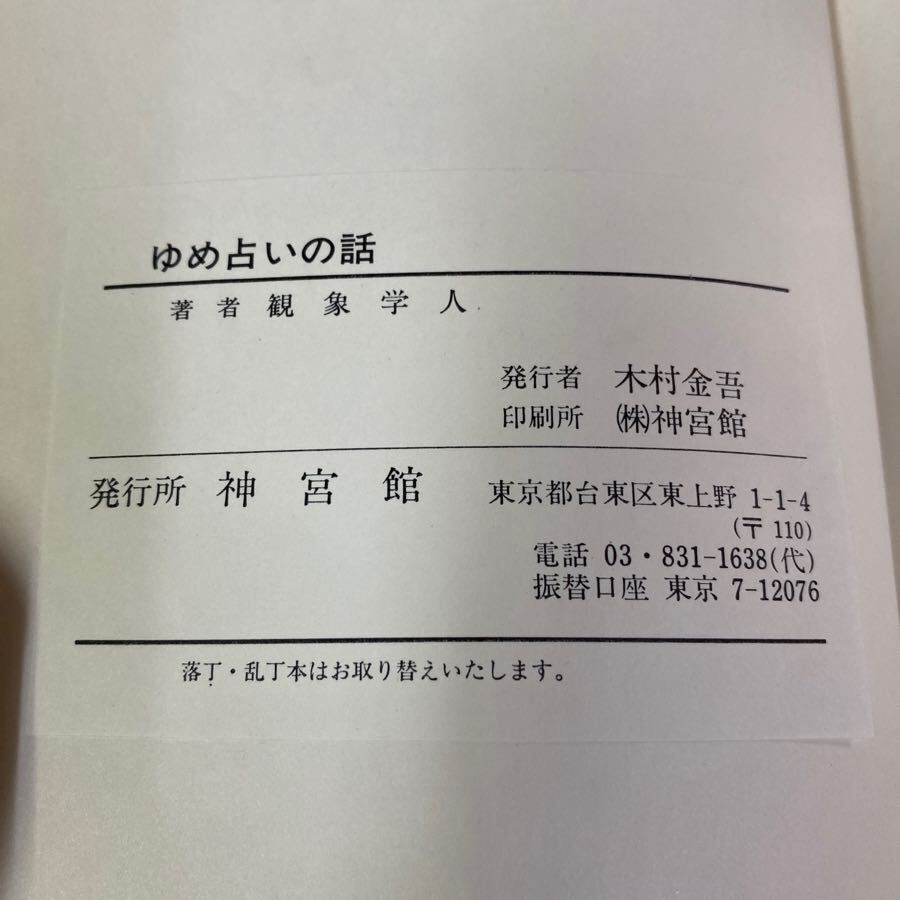 ゆめ占いの話
著者 観象学人
発行者 木村金吾
印刷所 ㈱神宮館
発行所 神宮館 東京都台東区東上野 1-1-4
(〒 110)
電話 03・831-1638(代)
振替口座 東京 7-12076
落丁・乱丁本はお取り替えいたします。